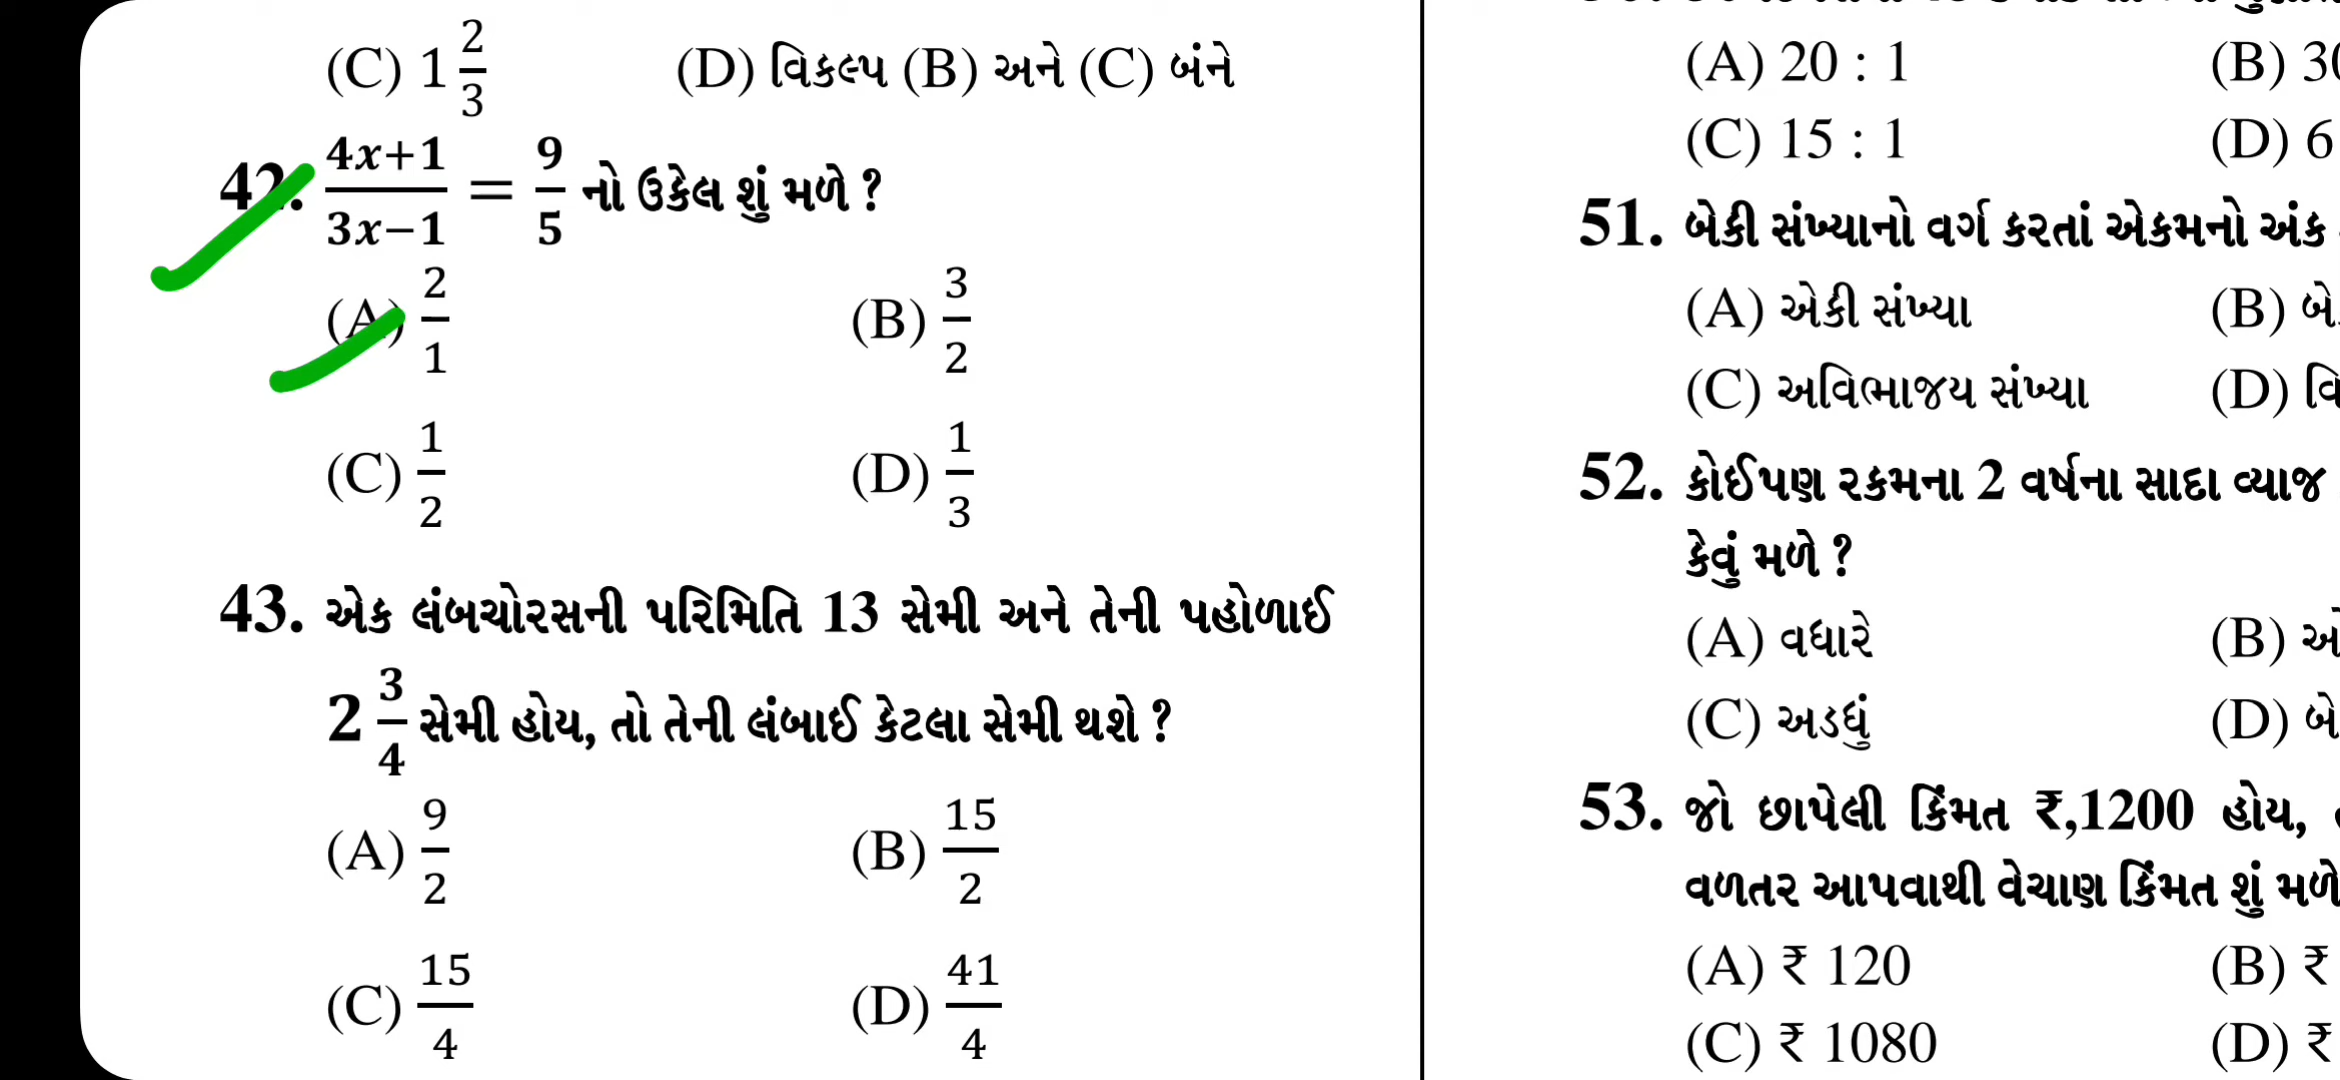 (C) 1 2/3 (D) વિકલ્પ (B) અને (C) બંને
42. 4x+1/3x−1 = 9/5 નો ઉકેલ શું મળે ?
(A) 2/1 (B) 3/2
(C) 1/2 (D) 1/3
43. એક લંબચોરસની પરિમિતિ 13 સેમી અને તેની પહોળાઈ
2 3/4 સેમી હોય, તો તેની લંબાઈ કેટલા સેમી થશે ?
(A) 9/2 (B) 15/2
(C) 15/4 (D) 41/4
(A) 20 : 1 (B)
(C) 15 : 1 (D) 6
51. બેકી સંખ્યાનો વર્ગ કરતાં એકમનો અંક
(A) એકી સંખ્યા (B)
(C) અવિભાજય સંખ્યા (D)
52. કોઈપણ રકમના 2 વર્ષના સાદા વ્યાજ
કેવું મળે ?
(A) વધારે (B)
(C) અડધું (D)
53. જો છાપેલી કિંમત ₹,1200 હોય,
વળતર આપવાથી વેચાણ કિંમત શું મળે
(A) ₹ 120 (B) ₹
(C) ₹ 1080 (D) ₹